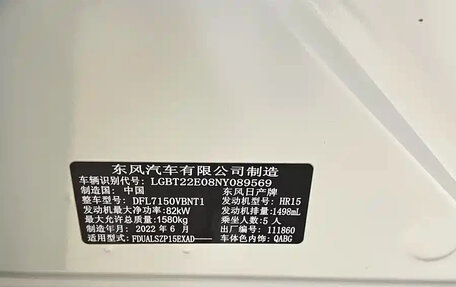 东风汽车有限公司制造
车辆识别代号：LGBT22E08NY089569
制造国：中国 东风日产牌
整车型号：DFL7150VBNT1 发动机型号：HR15
发动机最大净功率：82kW 发动机排量：1498mL
最大允许总质量：1580kg 乘坐人数：5人
制造年月：2022年6月 出厂编号：111860
适用型式：FDUALSZP15EXAD—— 车体色内饰：QABG